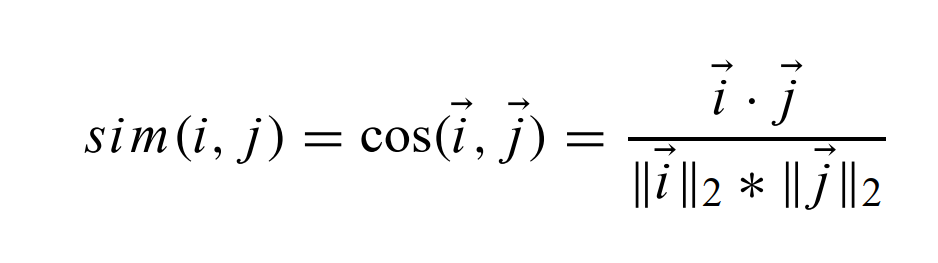 sim(i, j) = cos(i⃗, j⃗) = (i⃗ · j⃗) / (‖i⃗‖₂ * ‖j⃗‖₂)